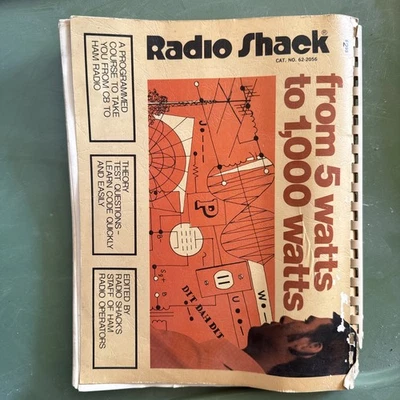 Radio Shack®
CAT. NO. 62-2056
from 5 watts
to 1,000 watts
A PROGRAMMED
COURSE TO TAKE
YOU FROM CB TO
HAM RADIO
THEORY
TEST QUESTIONS–
LEARN CODE QUICKLY
AND EASILY
EDITED BY
RADIO SHACK'S
STAFF OF HAM
RADIO OPERATORS
DIT DAH DIT